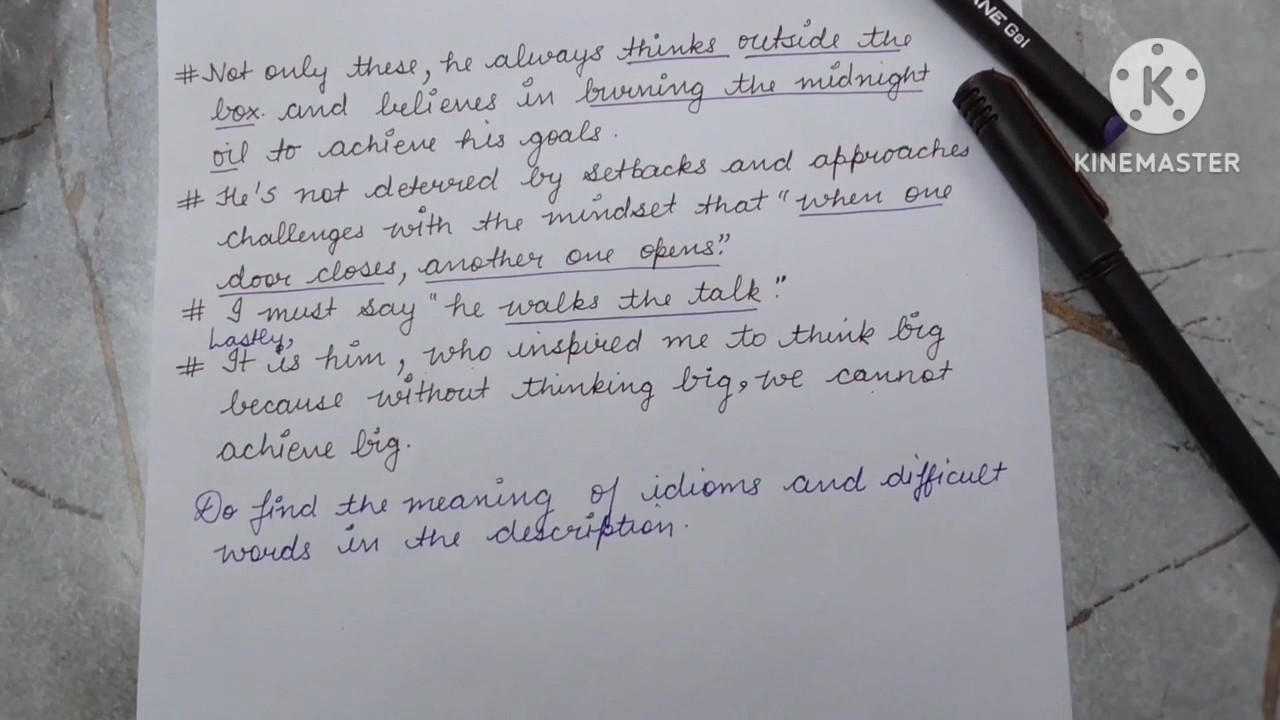 #Not only these, he always thinks outside the
box. and believes in burning the midnight
oil to achieve his goals.
# He's not deterred by setbacks and approaches
challenges with the mindset that "when one
door closes, another one opens."
# I must say "he walks the talk."
Lastly,
# It is him, who inspired me to think big
because without thinking big, we cannot
achieve big.
Do find the meaning of idioms and difficult
words in the description.
Gel
K
KINEMASTER